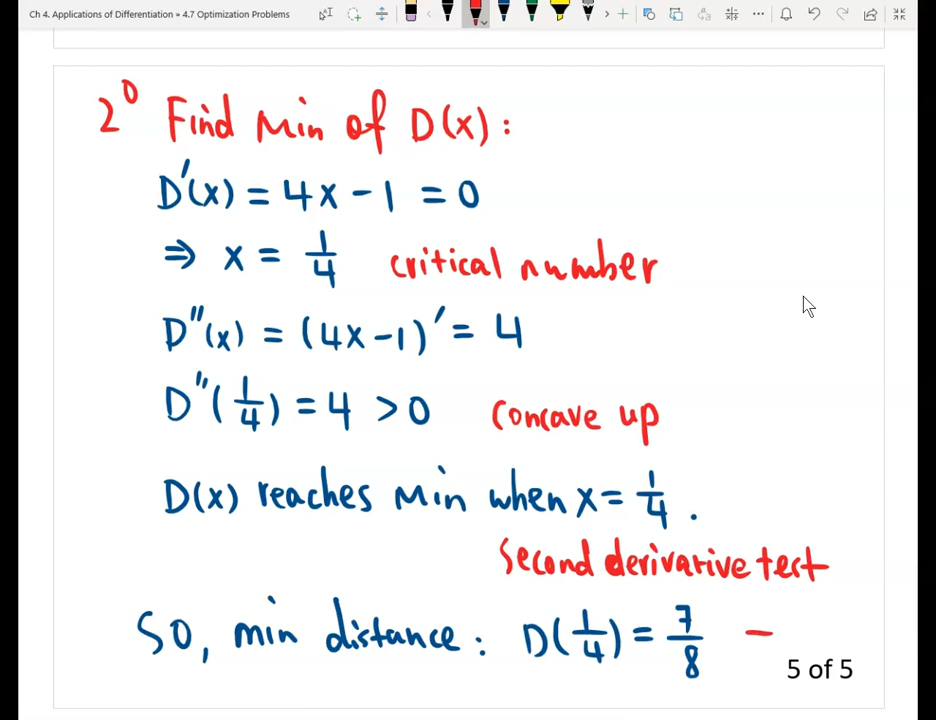 Ch 4. Applications of Differentiation » 4.7 Optimization Problems
2⁰ Find Min of D(x):
D'(x) = 4x - 1 = 0
⇒ x = 1/4 critical number
D''(x) = (4x-1)' = 4
D''(1/4) = 4 > 0 concave up
D(x) reaches Min when x = 1/4.
second derivative test
So, min distance: D(1/4) = 7/8 —
5 of 5